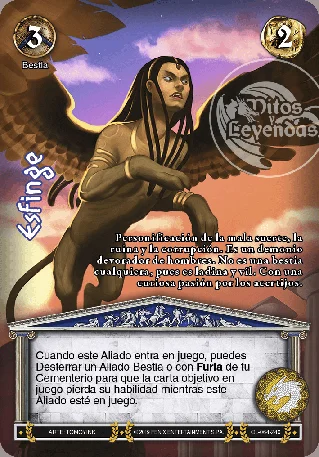 3
2
Bestia
Mitos y
Leyendas
Esfinge
Personificación de la mala suerte, la
ruina y la corrupción. Es un demonio
devorador de hombres. No es una bestia
cualquiera, pues es ladina y vil. Con una
curiosa pasión por los acertijos.
Cuando este Aliado entra en juego, puedes
Desterrar un Aliado Bestia o con Furia de tu
Cementerio para que la carta objetivo en
juego pierda su habilidad mientras este
Aliado esté en juego.